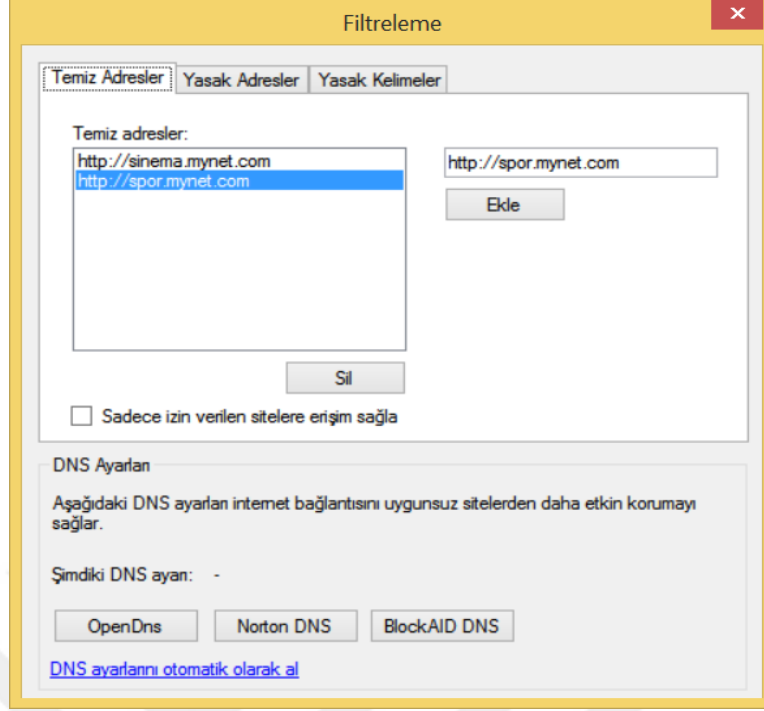 Filtreleme
Temiz Adresler Yasak Adresler Yasak Kelimeler
Temiz adresler:
http://sinema.mynet.com
http://spor.mynet.com
http://spor.mynet.com
Ekle
Sil
Sadece izin verilen sitelere erişim sağla
DNS Ayarları
Aşağıdaki DNS ayarları internet bağlantısını uygunsuz sitelerden daha etkin korumayı
sağlar.
Şimdiki DNS ayarı: -
OpenDns Norton DNS BlockAID DNS
DNS ayarlarını otomatik olarak al